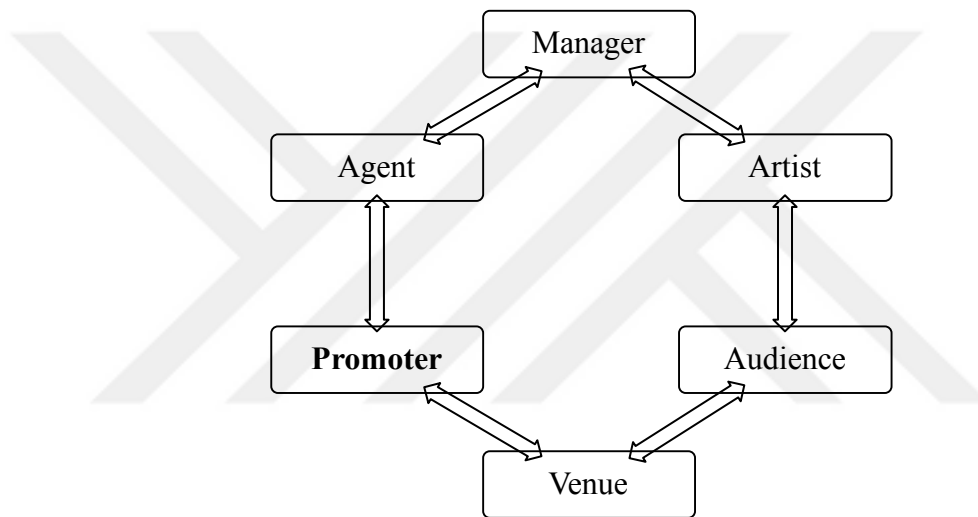 Manager
Agent
Artist
Promoter
Audience
Venue